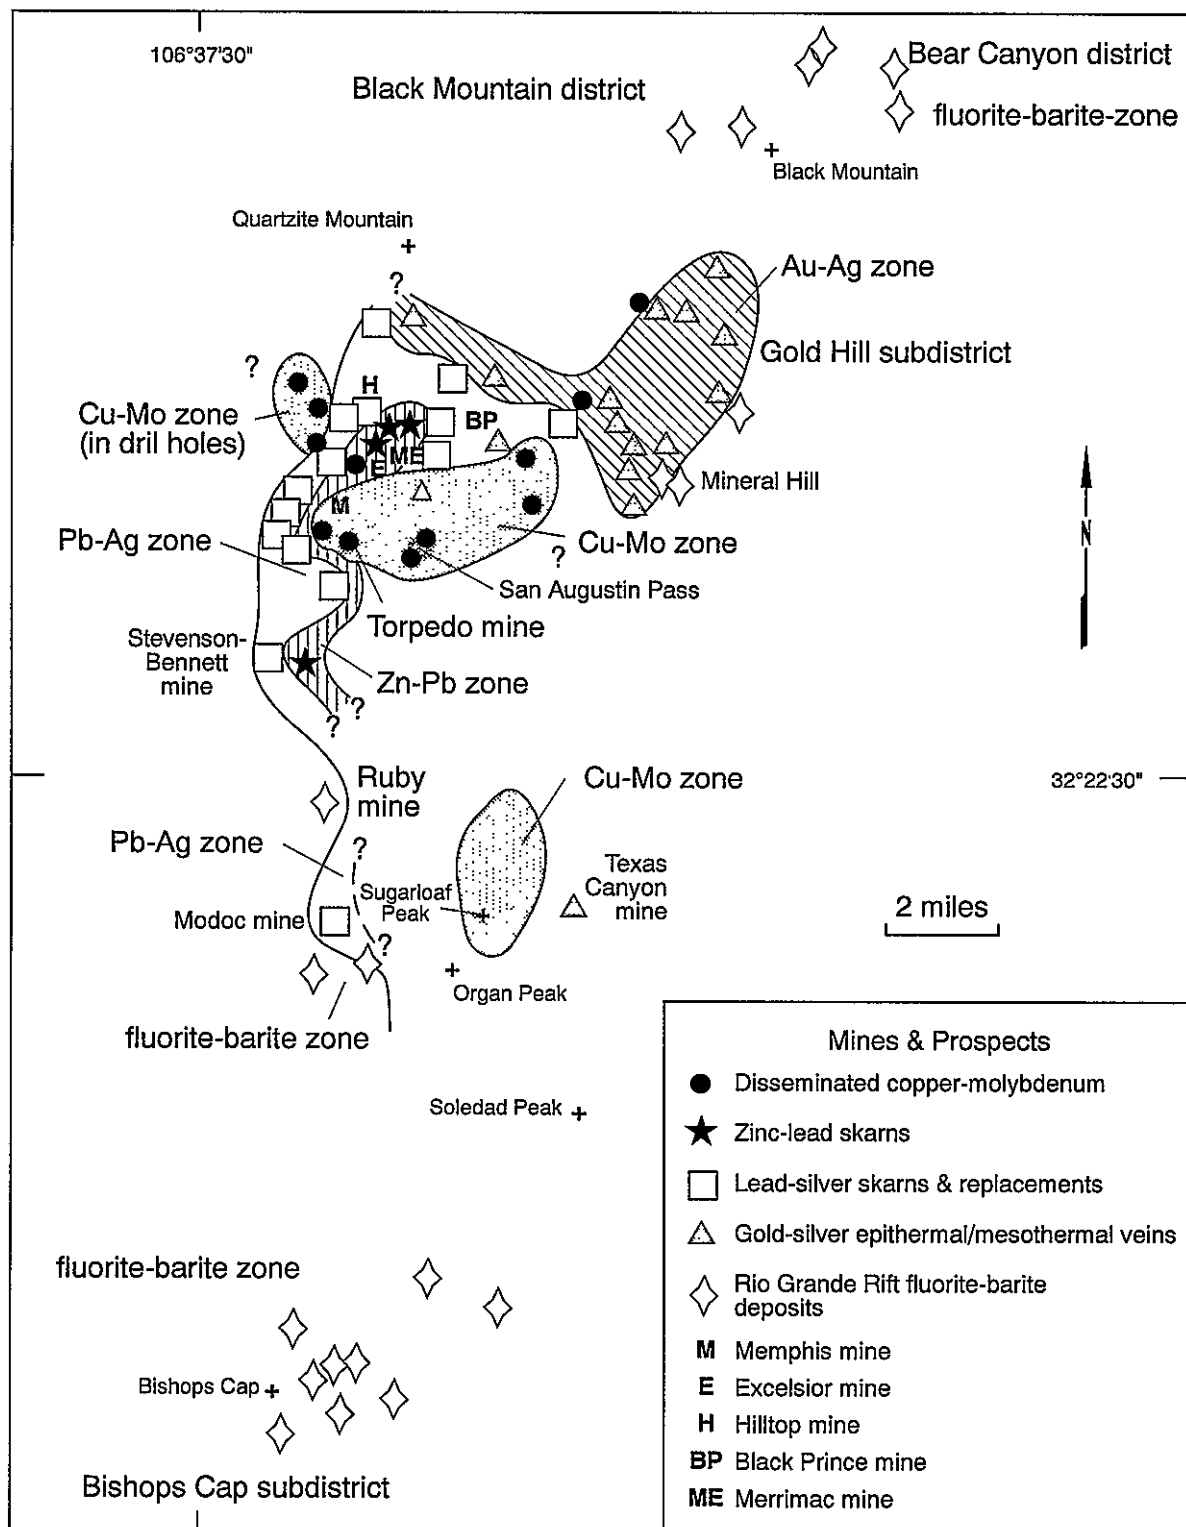 106°37'30"
Bear Canyon district
Black Mountain district
fluorite-barite-zone
Black Mountain
Quartzite Mountain
?
Au-Ag zone
?
Gold Hill subdistrict
H
Cu-Mo zone
(in dril holes)
BP
ME
E
Mineral Hill
M
Pb-Ag zone
Cu-Mo zone
?
N
San Augustin Pass
Torpedo mine
Stevenson-
Bennett
mine
Zn-Pb zone
?
?
Ruby
mine
Cu-Mo zone
32°22'30"
Pb-Ag zone
?
Texas
Canyon
mine
Sugarloaf
Peak
Modoc mine
2 miles
?
Organ Peak
fluorite-barite zone
Soledad Peak
fluorite-barite zone
Bishops Cap
Bishops Cap subdistrict
Mines & Prospects
Disseminated copper-molybdenum
Zinc-lead skarns
Lead-silver skarns & replacements
Gold-silver epithermal/mesothermal veins
Rio Grande Rift fluorite-barite
deposits
M Memphis mine
E Excelsior mine
H Hilltop mine
BP Black Prince mine
ME Merrimac mine